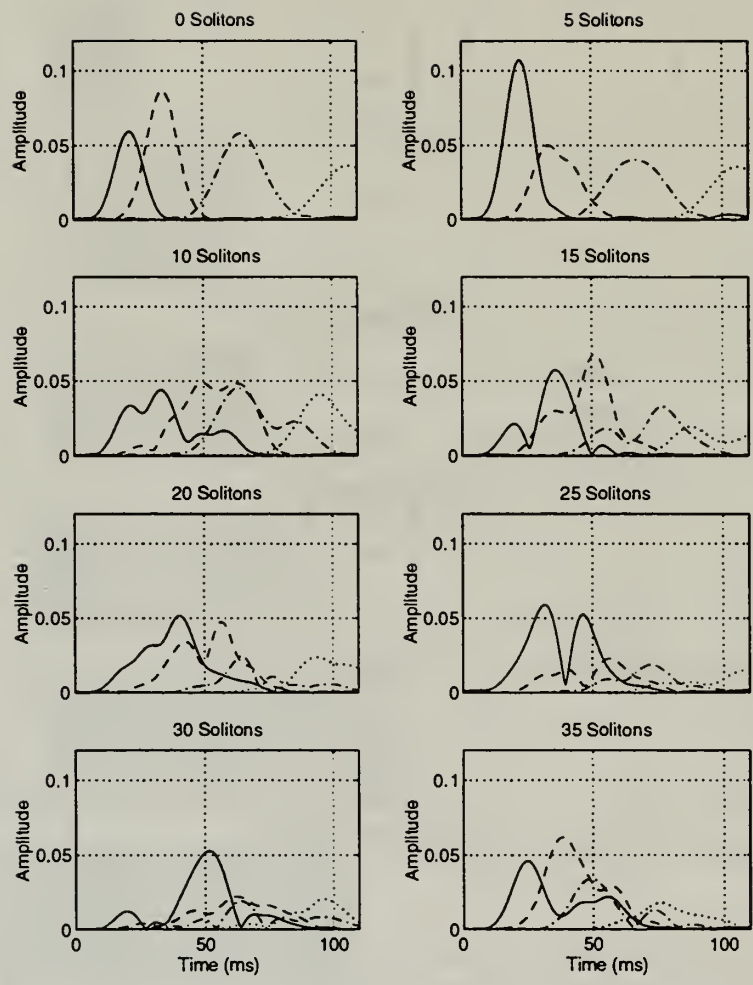 0 Solitons
5 Solitons
0.1
0.05
0
Amplitude
0.1
0.05
0
Amplitude
10 Solitons
15 Solitons
0.1
0.05
0
Amplitude
0.1
0.05
0
Amplitude
20 Solitons
25 Solitons
0.1
0.05
0
Amplitude
0.1
0.05
0
Amplitude
30 Solitons
35 Solitons
0.1
0.05
0
Amplitude
0 50 100
Time (ms)
0.1
0.05
0
Amplitude
0 50 100
Time (ms)